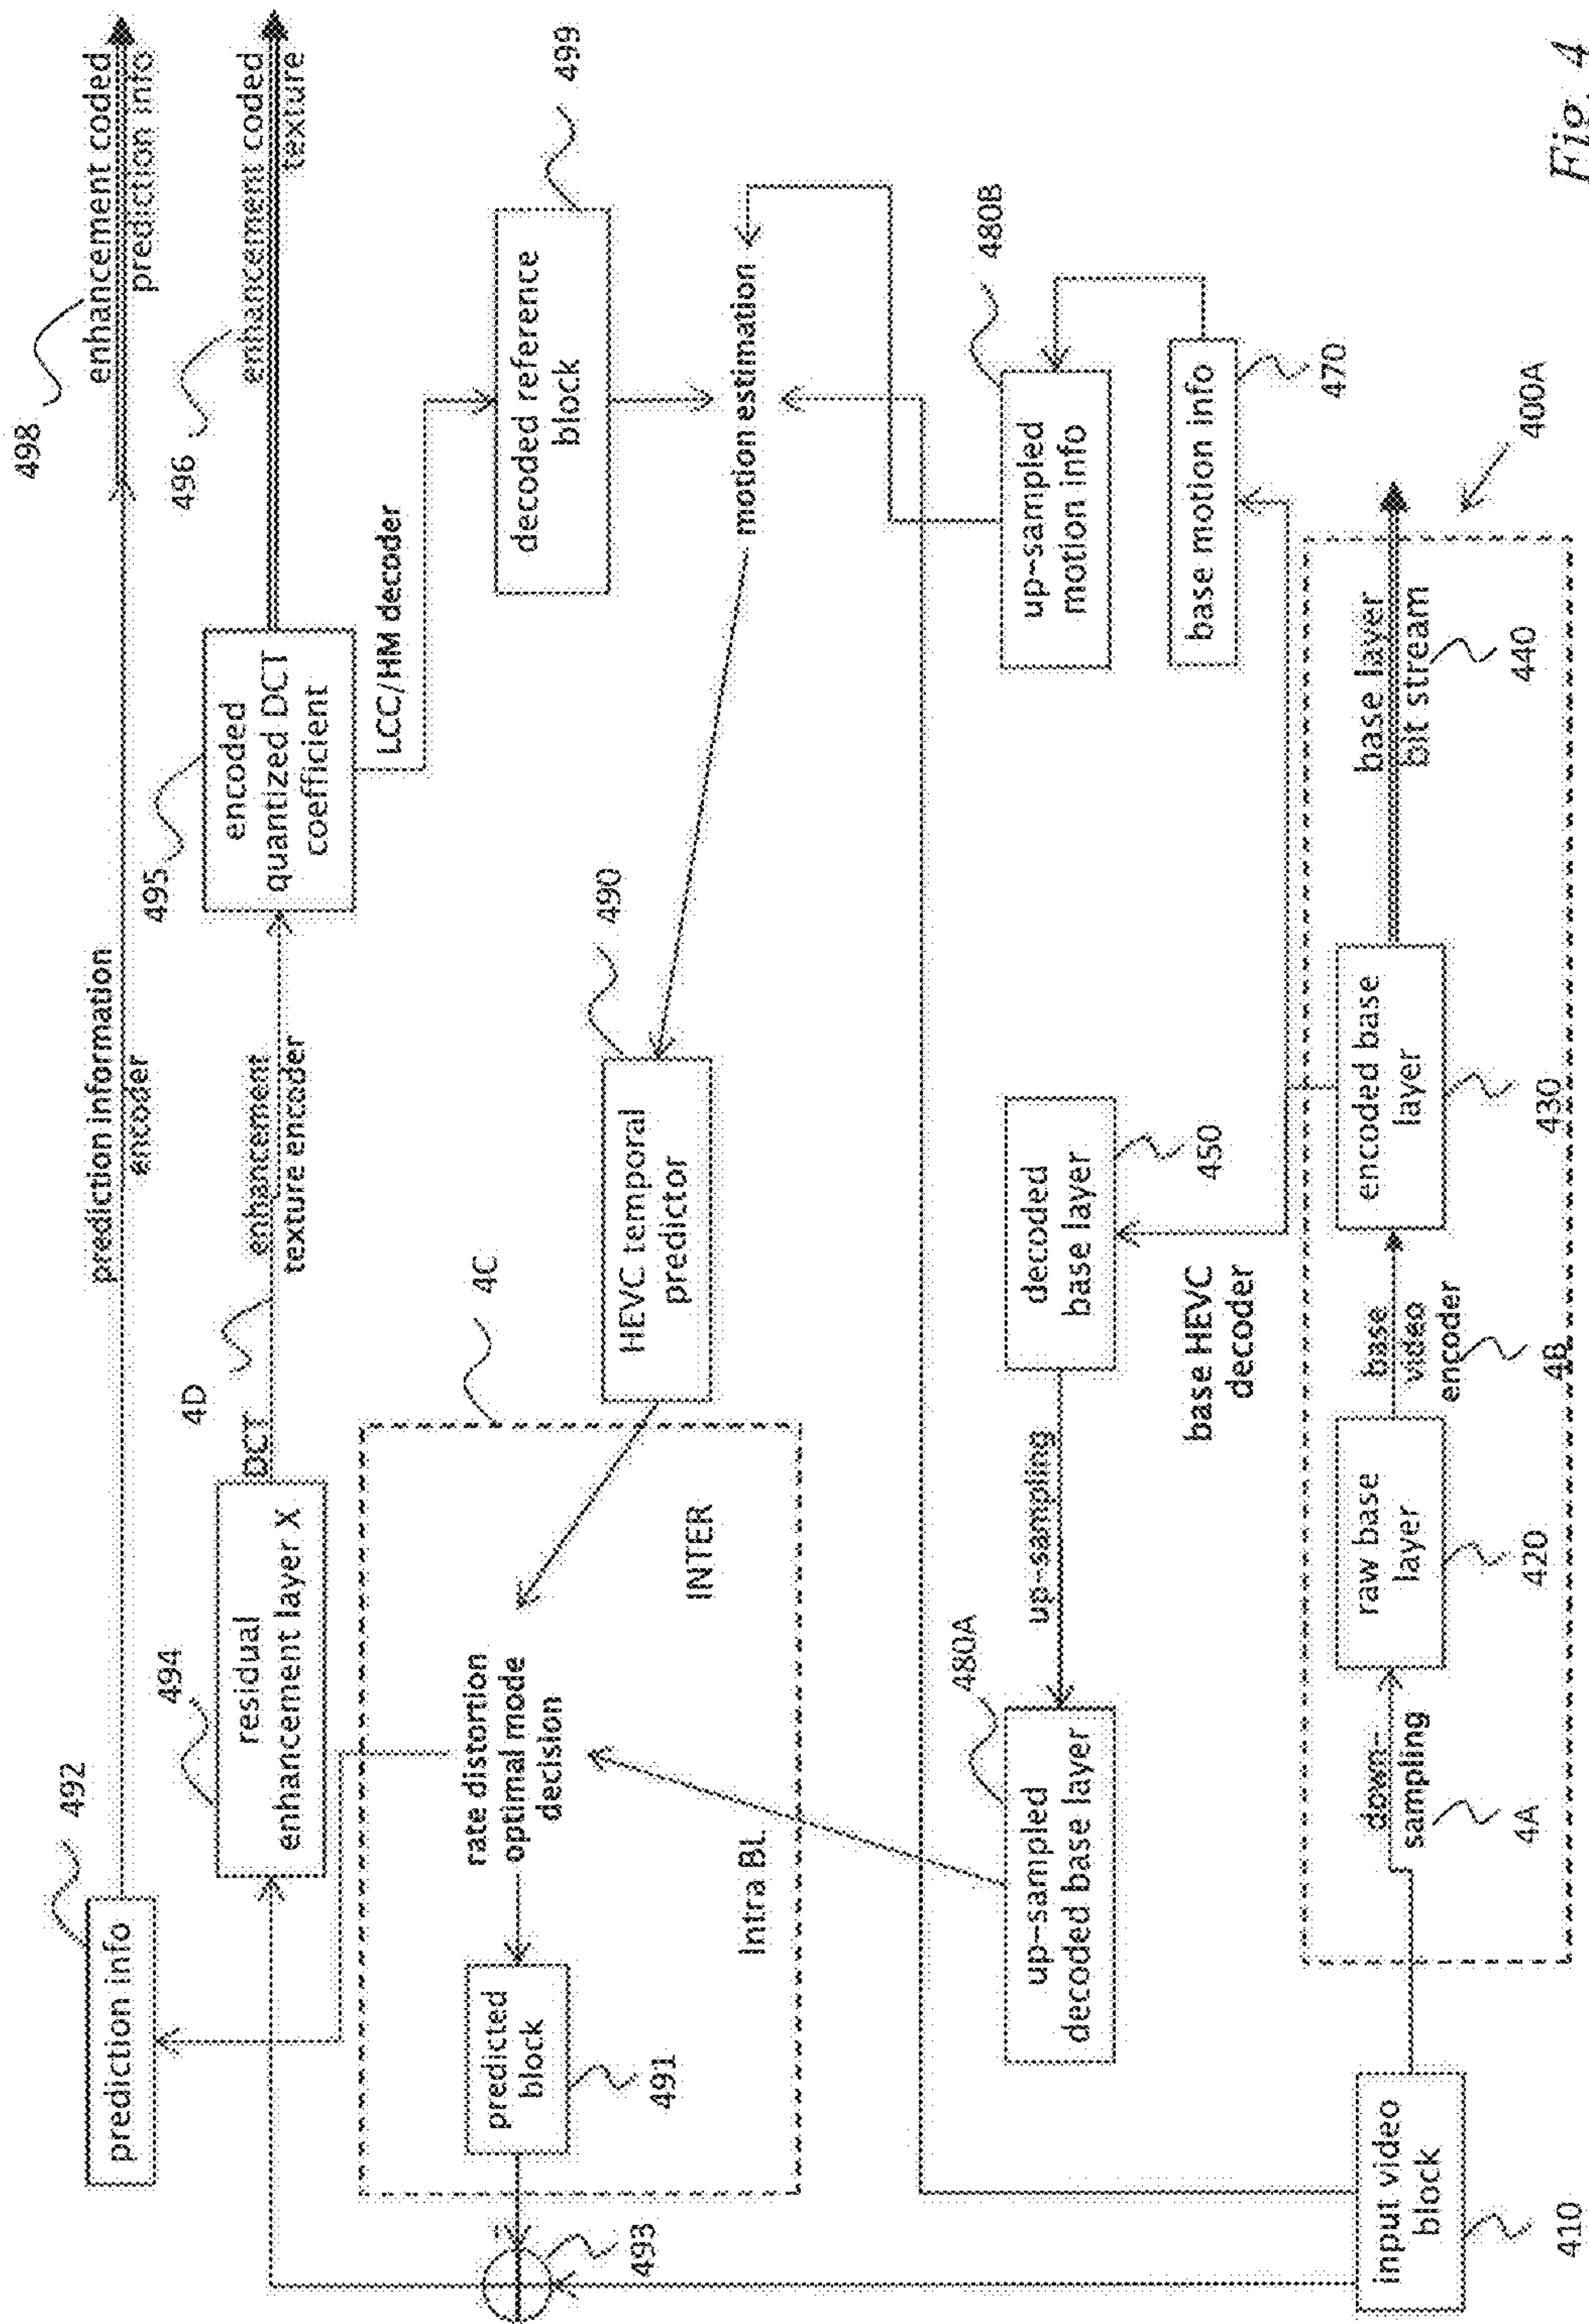 498
enhancement coded
prediction info
496
enhancement coded
texture
499
prediction information
encoder
495
encoded
quantized DCT
coefficient
LCC/HM decoder
decoded reference
block
492
prediction info
494
residual
enhancement layer X
4D
DCT
enhancement
texture encoder
4C
490
HEVC temporal
predictor
motion estimation
rate distortion
optimal mode
decision
predicted
block
491
493
INTER
Intra BL
480A
up-sampled
decoded base layer
up-sampling
decoded
base layer
450
base HEVC
decoder
480B
up-sampled
motion info
base motion info
470
400A
input video
block
410
down-
sampling
4A
raw base
layer
420
base
video
encoder
4B
encoded base
layer
430
base layer
bit stream
440
Fig. 4